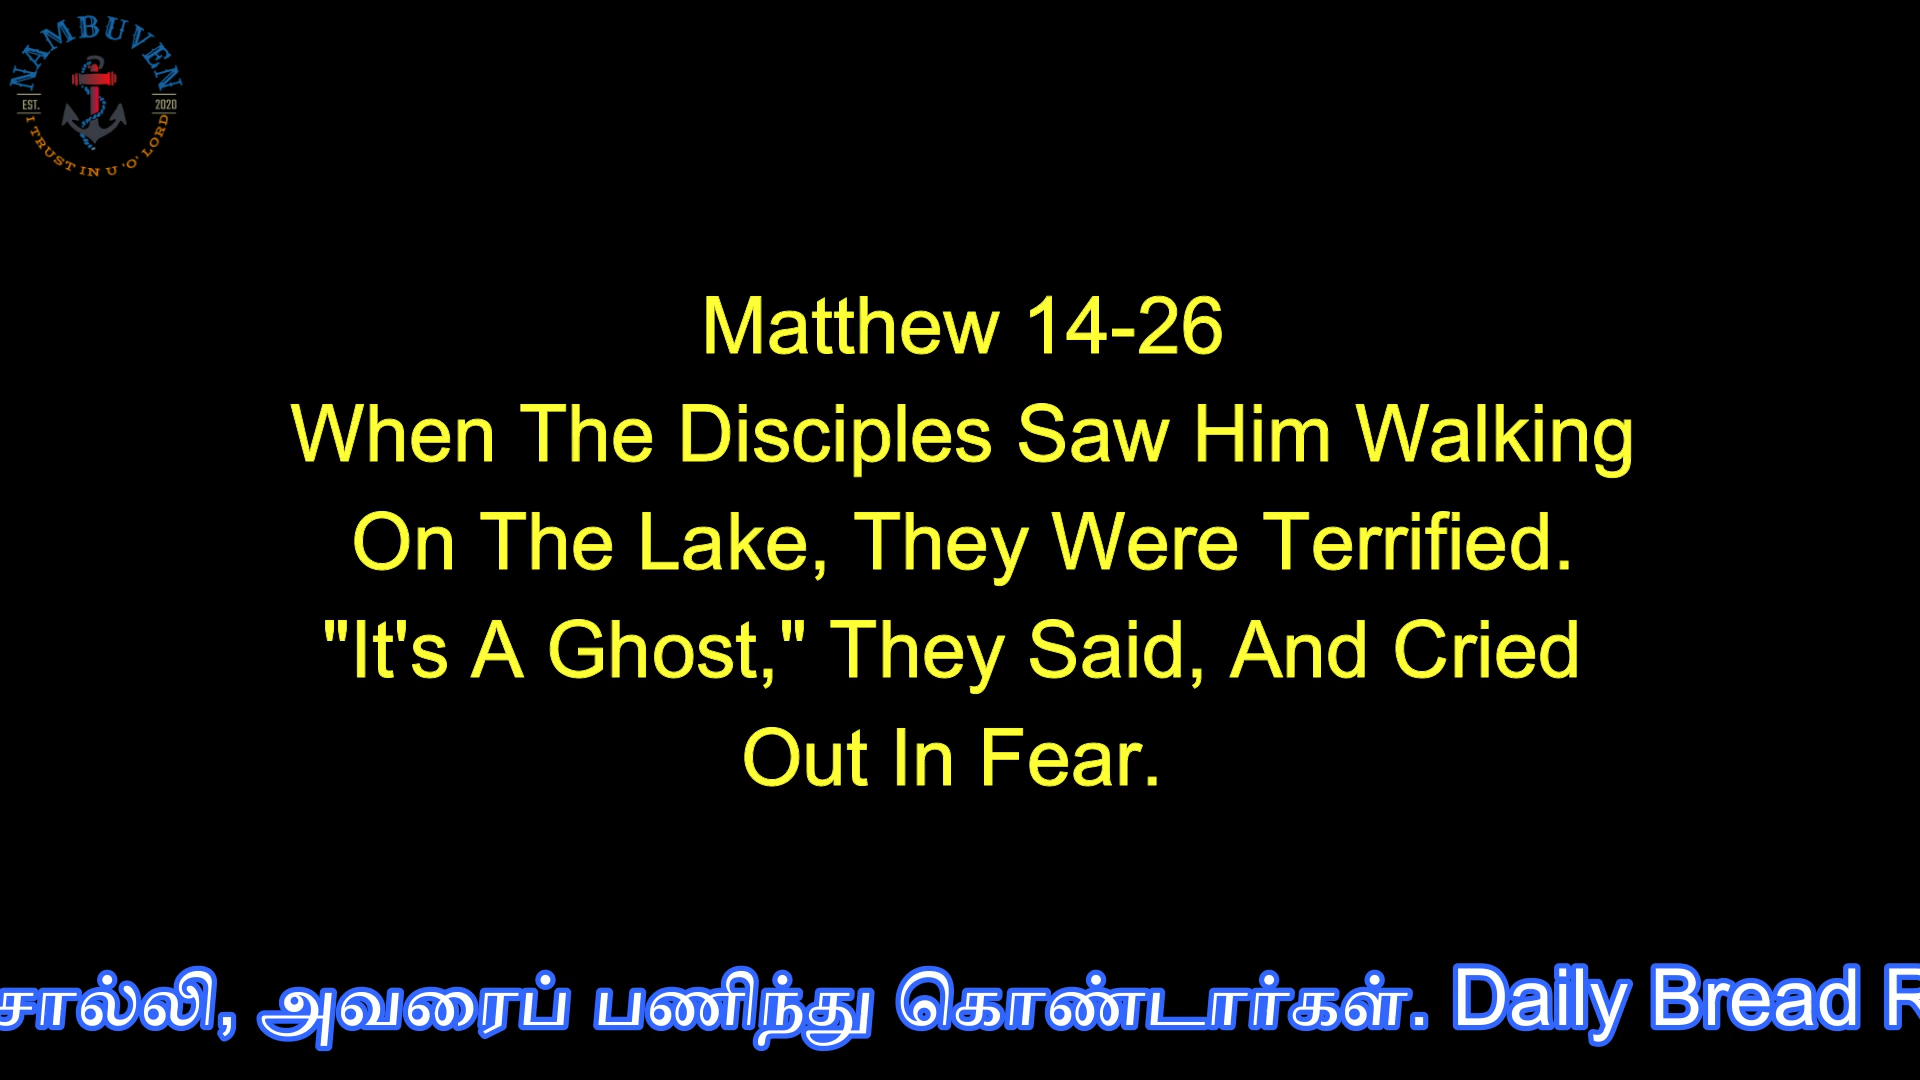 NAMBUVEN
EST. 2020
I TRUST IN U 'O' LORD
Matthew 14-26
When The Disciples Saw Him Walking
On The Lake, They Were Terrified.
"It's A Ghost," They Said, And Cried
Out In Fear.
சொல்லி, அவரைப் பணிந்து கொண்டார்கள். Daily Bread R